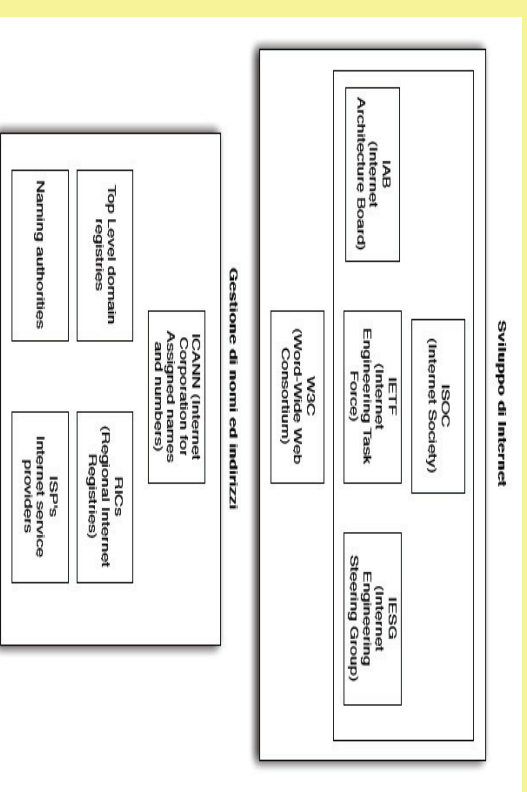 Sviluppo di Internet
ISOC
(Internet Society)
IAB
(Internet
Architecture Board)
IETF
(Internet
Engineering Task
Force)
IESG
(Internet
Engineering
Steering Group)
W3C
(Word-Wide Web
Consortium)
Gestione di nomi ed indirizzi
ICANN (Internet
Corporation for
Assigned names
and numbers)
Top Level domain
registries
RICs
(Regional Internet
Registries)
Naming authorities
ISP's
Internet service
providers